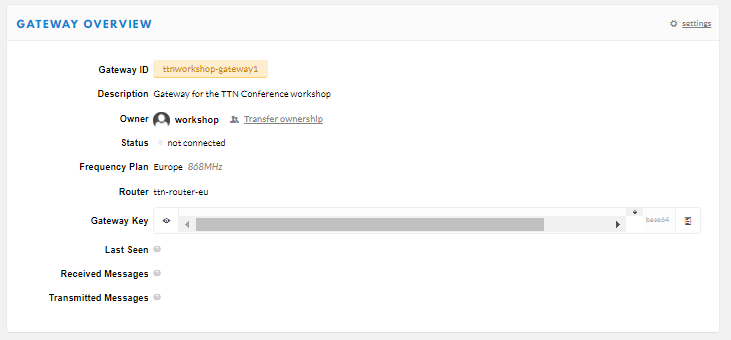 GATEWAY OVERVIEW settings
Gateway ID ttnworkshop-gateway1
Description Gateway for the TTN Conference workshop
Owner workshop Transfer ownership
Status not connected
Frequency Plan Europe 868MHz
Router ttn-router-eu
Gateway Key base64
Last Seen
Received Messages
Transmitted Messages